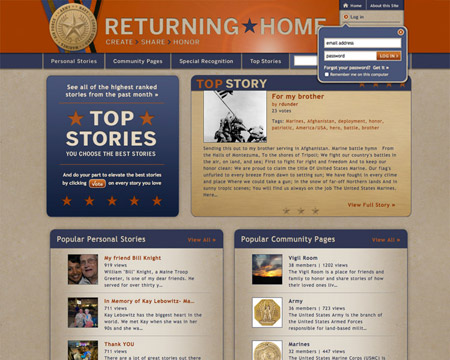 Home
About this Site
Log in
RETURNING★HOME
CREATE SHARE HONOR
email address
password
LOG IN
Forgot your password? Get it »
Remember me on this computer
Personal Stories
Community Pages
Special Recognition
Top Stories
See all of the highest ranked
stories from the past month »
TOP
STORIES
YOU CHOOSE THE BEST STORIES
And do your part to elevate the best stories
by clicking Vote on every story you love
TOP STORY
For my brother
by rdunder
23 votes
Tags: Marines, Afghanistan, deployment, honor,
patriotic, America/USA, hero, Battle, brother
Sending this out to my brother serving in Afghanistan. Marine Battle hymn From
the Halls of Montezuma, To the shores of Tripoli; We fight our country's battles in
the air, on land, and sea; First to fight for right and freedom And to keep our
honor clean; We are proud to claim the title Of United States Marine. Our flag's
unfurled to every breeze From dawn to setting sun; We have fought in every clime
and place Where we could take a gun; In the snow of far-off Northern lands And in
sunny tropic scenes; You will find us always on the job The United States Marines.
Here...
View Full Story »
Popular Personal Stories
View All »
My friend Bill Knight
918 views
William "Bill" Knight, a Maine Troop
Greeter, is one of my dear friends. He
served for over thirty y...
In Memory of Kay Lebowitz- Ma...
723 views
Kay Lebowitz has the biggest heart in the
world. We met Kay when she was in her
90s and she wa...
Thank YOU
711 views
There are a lot of great stories out there
Popular Community Pages
View All »
Vigil Room
38 members | 1202 views
The Vigil Room is a place for friends and
family to honor and share stories of
how their loved ones liv...
Army
26 members | 711 views
The United States Army is the branch of
the United States Armed Forces
responsible for land-based milit...
Marines
32 members | 655 views
The United States Marine Corps (USMC) is